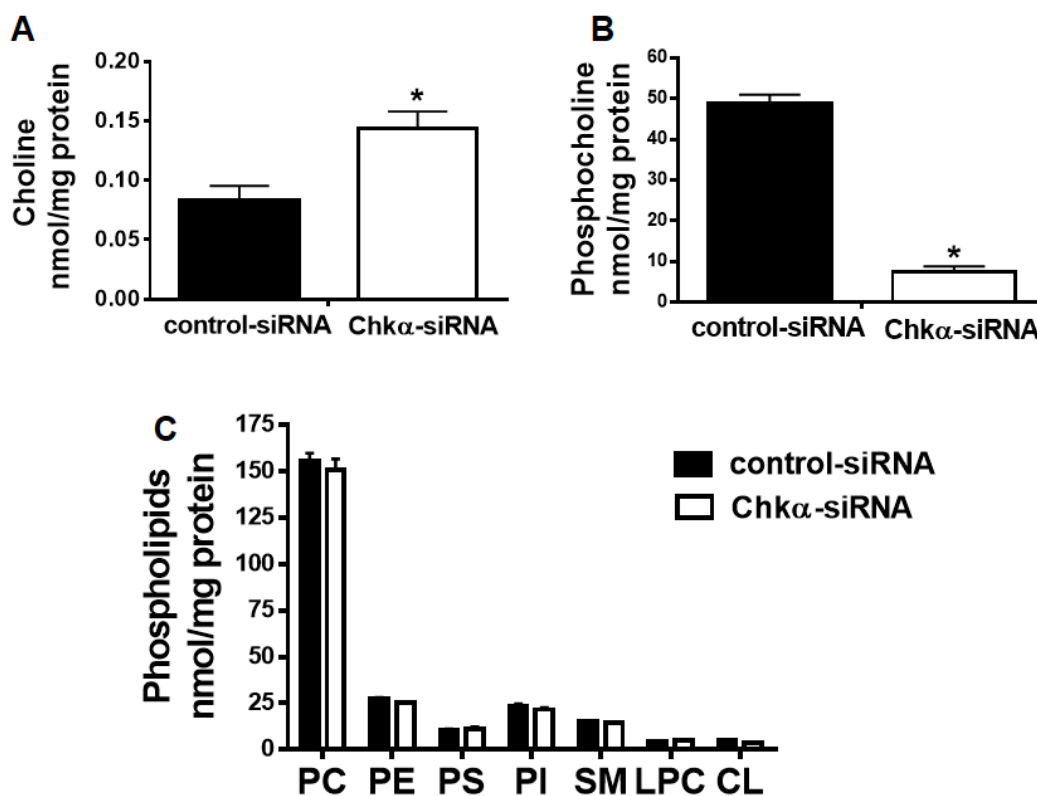 A
Choline
nmol/mg protein
0.20
0.15
0.10
0.05
0.00
*
control-siRNA
Chkα-siRNA
B
Phosphocholine
nmol/mg protein
60
50
40
30
20
10
0
*
control-siRNA
Chkα-siRNA
C
Phospholipids
nmol/mg protein
175
150
125
100
75
50
25
0
PC PE PS PI SM LPC CL
control-siRNA
Chkα-siRNA